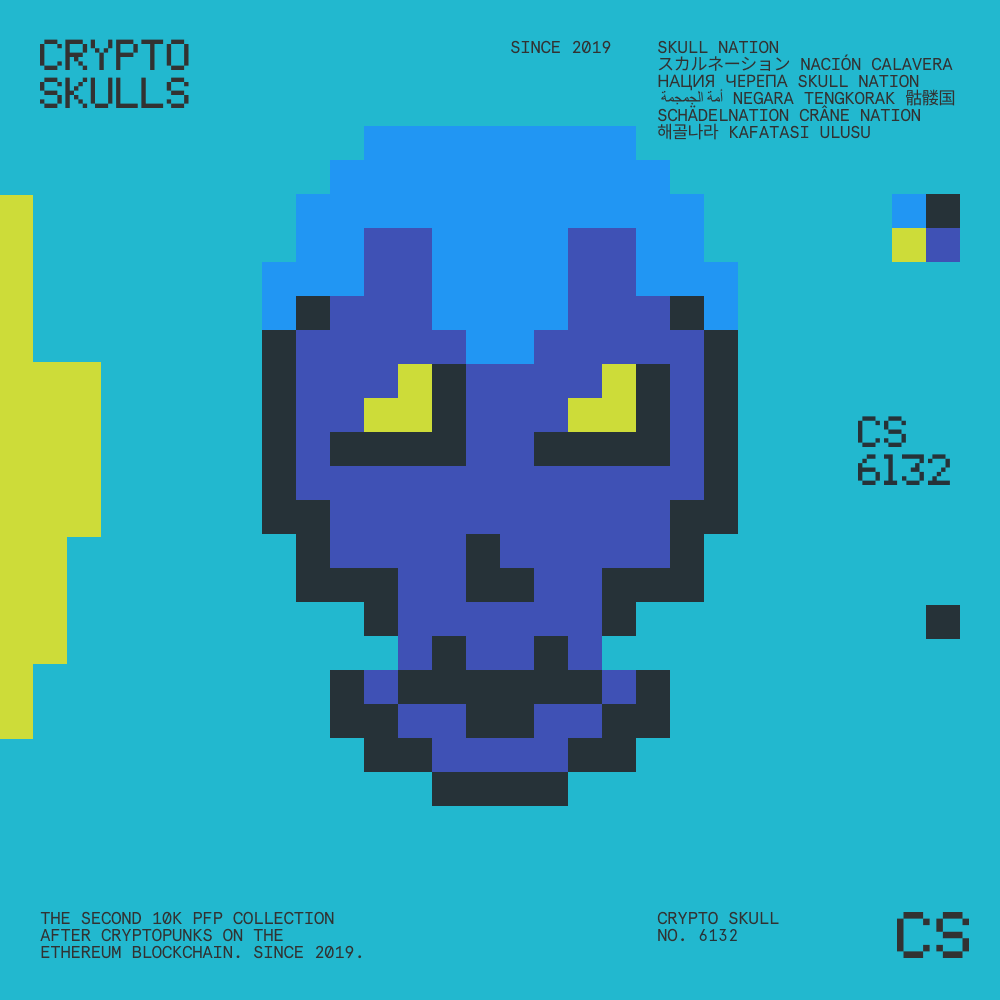 CRYPTO
SKULLS
SINCE 2019
SKULL NATION
スカルネーション NACIÓN CALAVERA
НАЦИЯ ЧЕРЕПА SKULL NATION
أمة الجمجمة NEGARA TENGKORAK 骷髅国
SCHÄDELNATION CRÂNE NATION
해골나라 KAFATASI ULUSU
CS
6132
THE SECOND 10K PFP COLLECTION
AFTER CRYPTOPUNKS ON THE
ETHEREUM BLOCKCHAIN. SINCE 2019.
CRYPTO SKULL
NO. 6132
CS